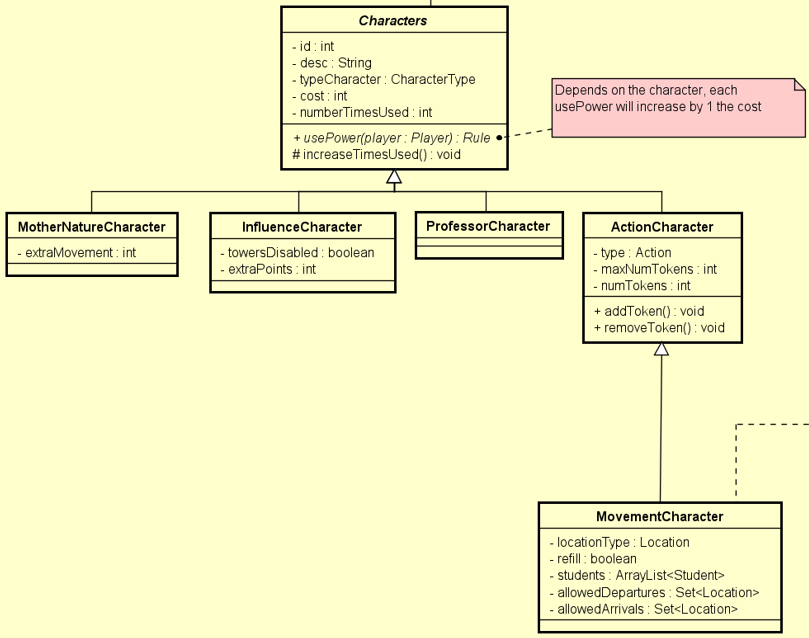 Characters
- id : int
- desc : String
- typeCharacter : CharacterType
- cost : int
- numberTimesUsed : int
+ usePower(player : Player) : Rule
# increaseTimesUsed() : void
Depends on the character, each
usePower will increase by 1 the cost
MotherNatureCharacter
- extraMovement : int
InfluenceCharacter
- towersDisabled : boolean
- extraPoints : int
ProfessorCharacter
ActionCharacter
- type : Action
- maxNumTokens : int
- numTokens : int
+ addToken() : void
+ removeToken() : void
MovementCharacter
- locationType : Location
- refill : boolean
- students : ArrayList<Student>
- allowedDepartures : Set<Location>
- allowedArrivals : Set<Location>